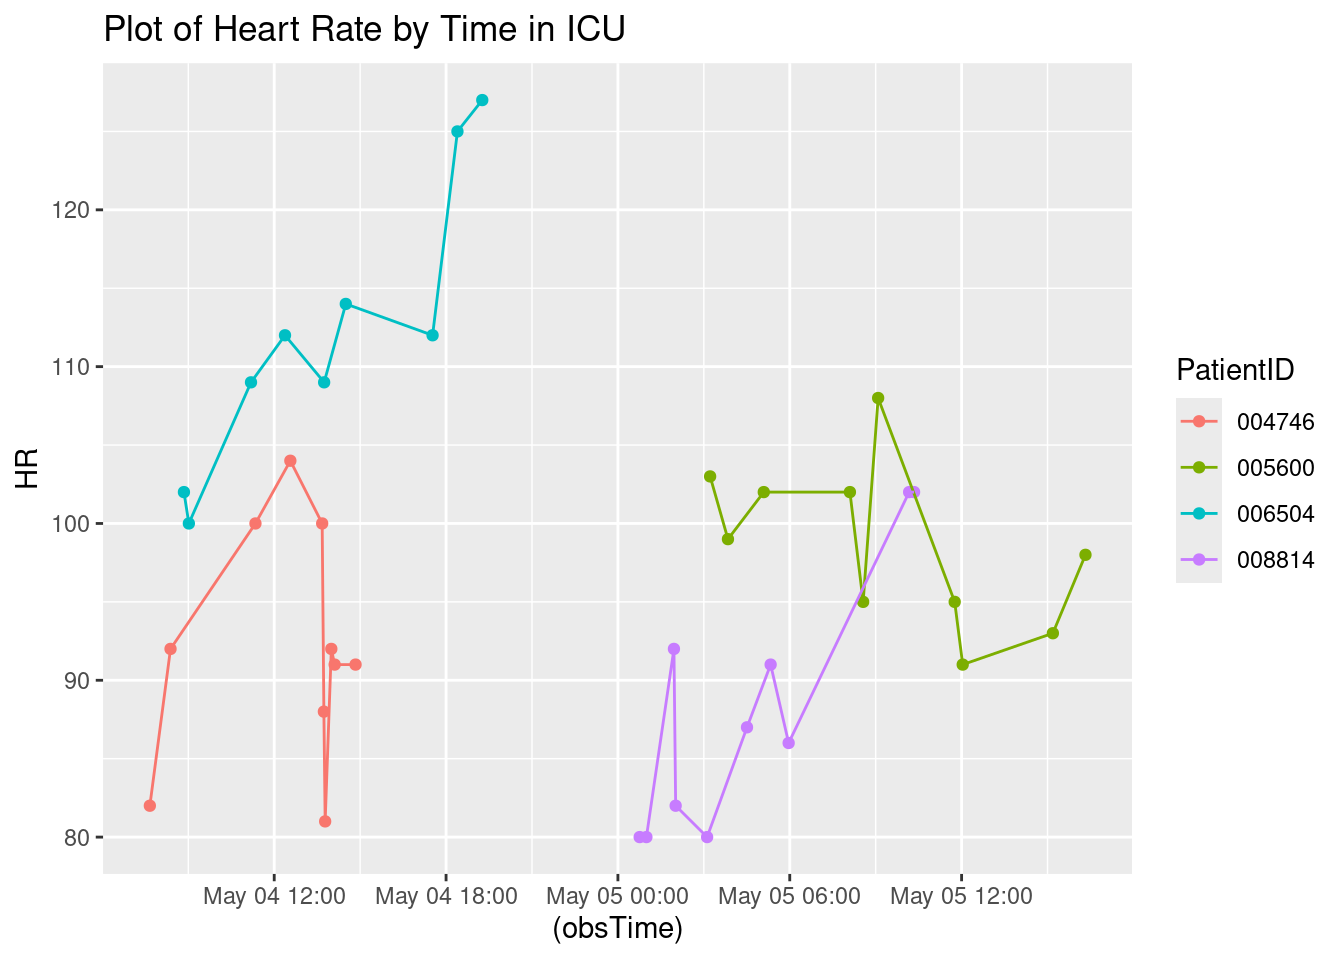 Plot of Heart Rate by Time in ICU
HR
120
110
100
90
80
May 04 12:00 May 04 18:00 May 05 00:00 May 05 06:00 May 05 12:00
(obsTime)
PatientID
004746
005600
006504
008814